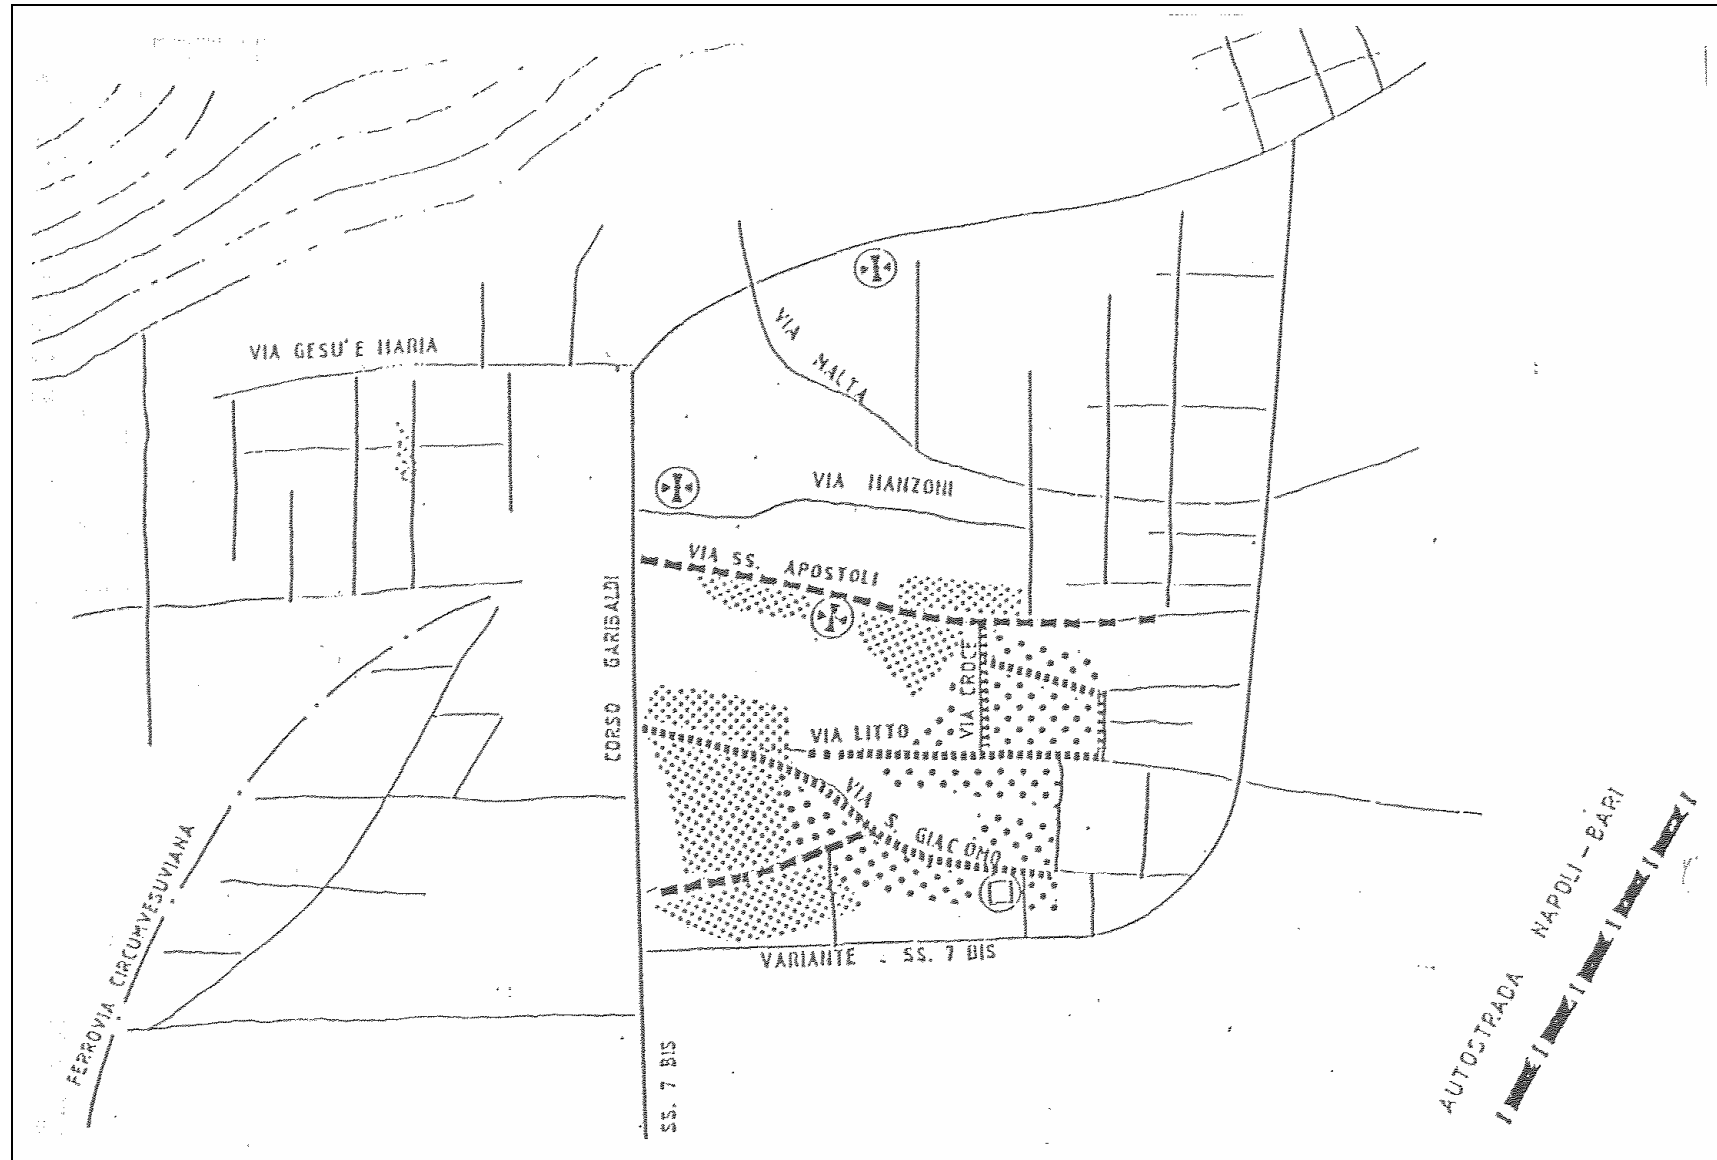 VIA GESU' E MARIA
VIA MALTA
VIA MANZONI
VIA SS. APOSTOLI
CORSO GARIBALDI
VIA CROCE
VIA LITTO
VIA S. GIACOMO
VARIANTE - SS. 7 BIS
FERROVIA CIRCUMVESUVIANA
SS. 7 BIS
AUTOSTRADA NAPOLI - BARI